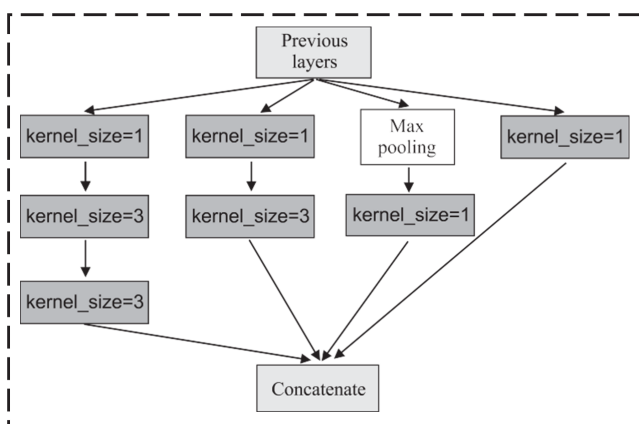 Previous
layers
kernel_size=1
kernel_size=1
Max
pooling
kernel_size=1
kernel_size=3
kernel_size=3
kernel_size=1
kernel_size=3
Concatenate